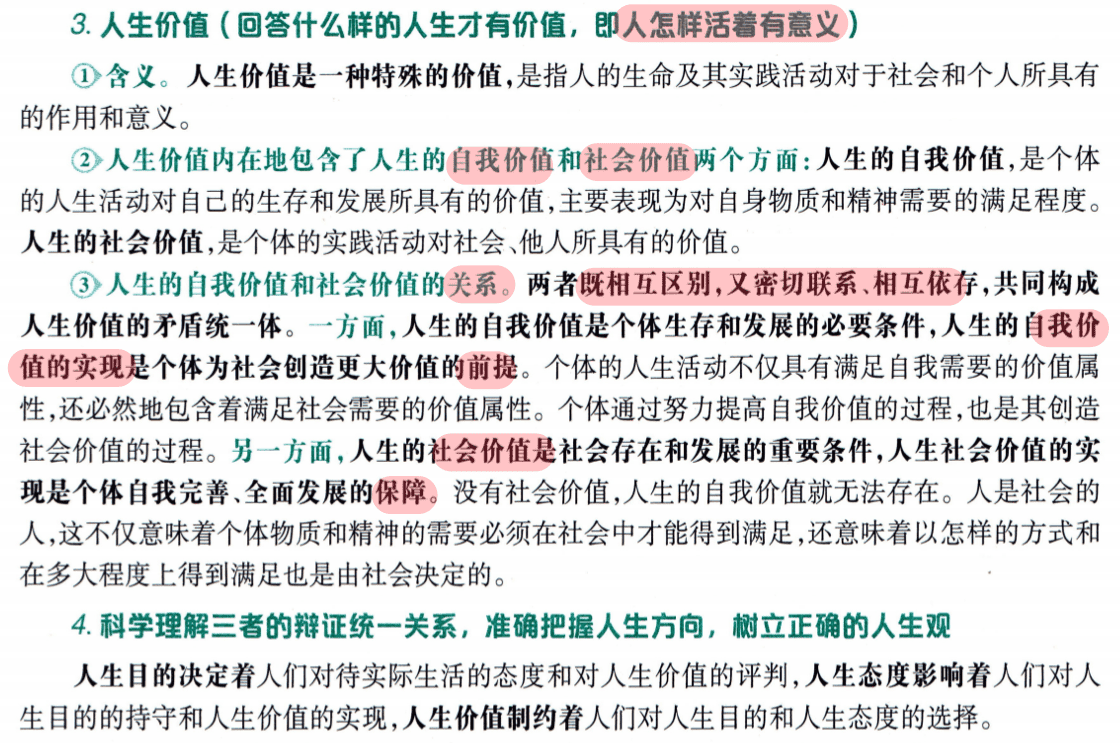 3. 人生价值（回答什么样的人生才有价值，即人怎样活着有意义）
①含义。人生价值是一种特殊的价值，是指人的生命及其实践活动对于社会和个人所具有
的作用和意义。
②人生价值内在地包含了人生的自我价值和社会价值两个方面：人生的自我价值，是个体
的人生活动对自己的生存和发展所具有的价值，主要表现为对自身物质和精神需要的满足程度。
人生的社会价值，是个体的实践活动对社会、他人所具有的价值。
③人生的自我价值和社会价值的关系。两者既相互区别，又密切联系、相互依存，共同构成
人生价值的矛盾统一体。一方面，人生的自我价值是个体生存和发展的必要条件，人生的自我价
值的实现是个体为社会创造更大价值的前提。个体的人生活动不仅具有满足自我需要的价值属
性，还必然地包含着满足社会需要的价值属性。个体通过努力提高自我价值的过程，也是其创造
社会价值的过程。另一方面，人生的社会价值是社会存在和发展的重要条件，人生社会价值的实
现是个体自我完善、全面发展的保障。没有社会价值，人生的自我价值就无法存在。人是社会的
人，这不仅意味着个体物质和精神的需要必须在社会中才能得到满足，还意味着以怎样的方式和
在多大程度上得到满足也是由社会决定的。
4. 科学理解三者的辩证统一关系，准确把握人生方向，树立正确的人生观
人生目的决定着人们对待实际生活的态度和对人生价值的评判，人生态度影响着人们对人
生目的的持守和人生价值的实现，人生价值制约着人们对人生目的和人生态度的选择。